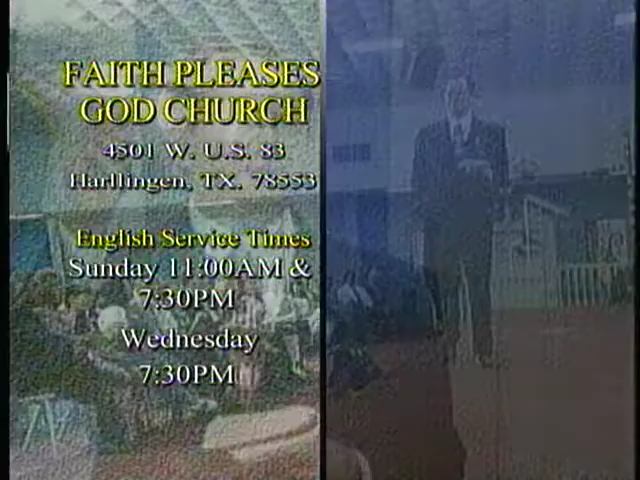 FAITH PLEASES
GOD CHURCH
4501 W. U.S. 83
Harllingen, TX. 78553
English Service Times
Sunday 11:00AM &
7:30PM
Wednesday
7:30PM